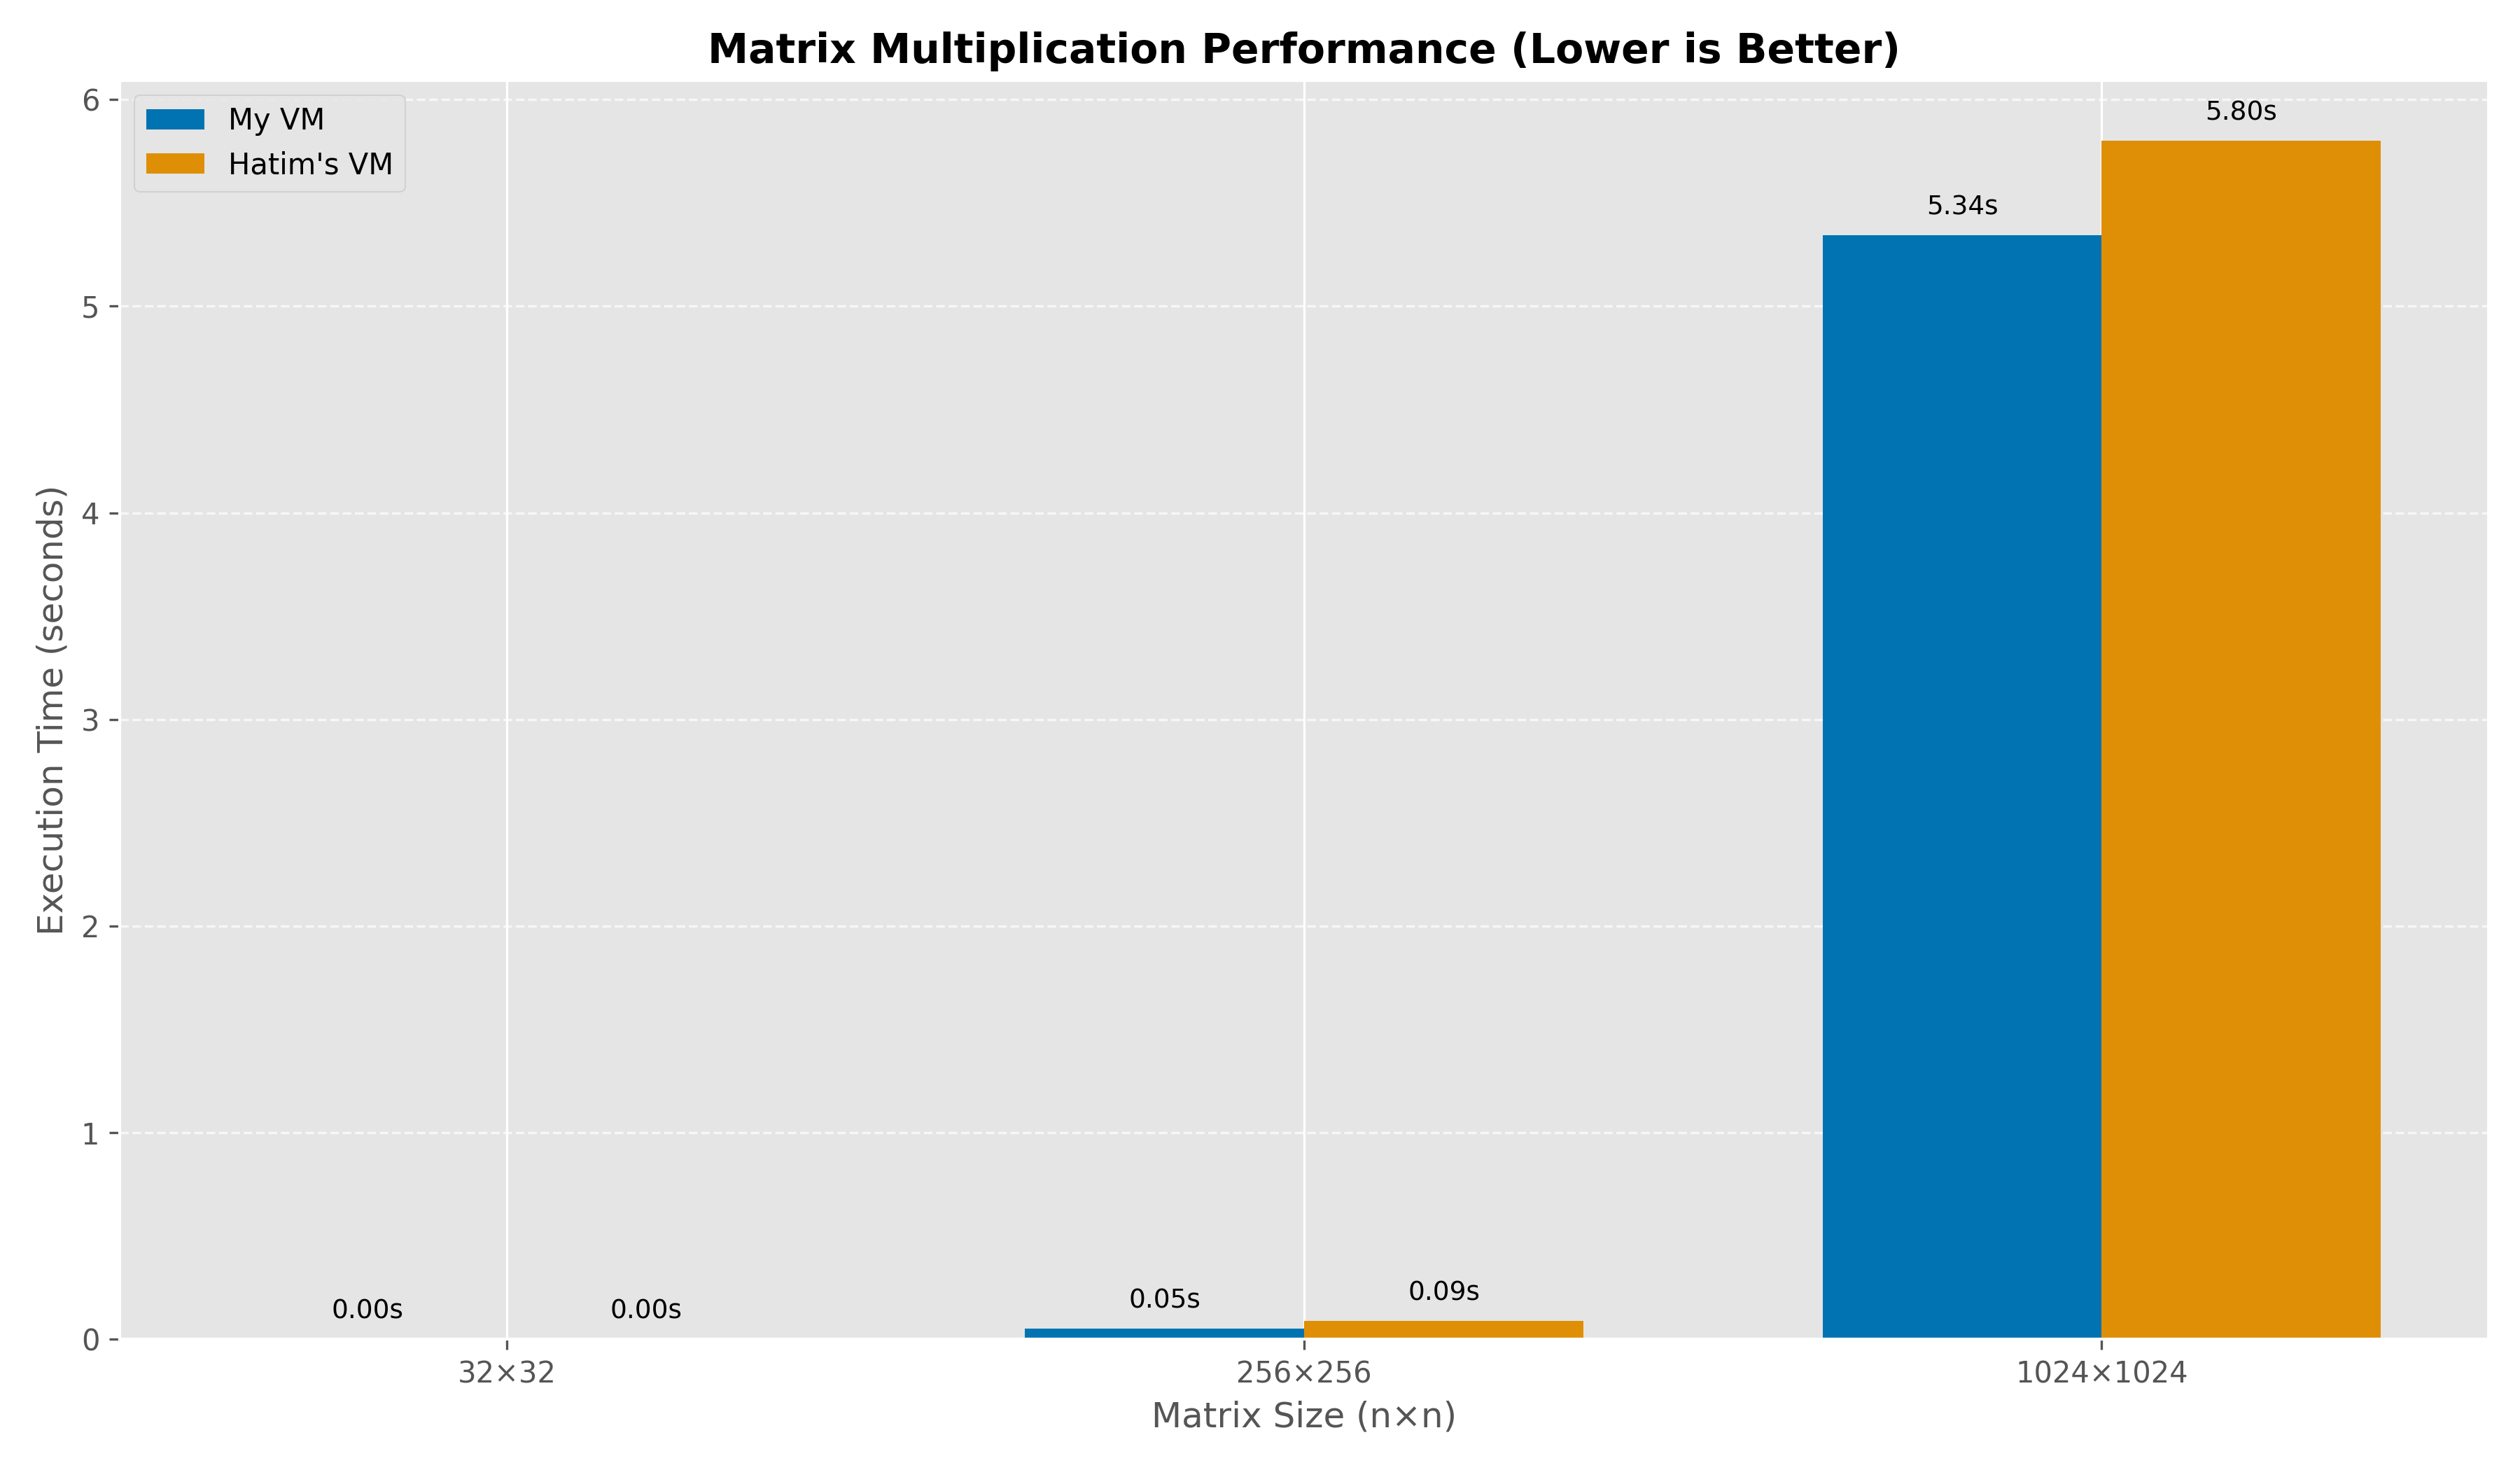 Matrix Multiplication Performance (Lower is Better)
My VM
Hatim's VM
Execution Time (seconds)
6
5
4
3
2
1
0
0.00s
0.00s
0.05s
0.09s
5.34s
5.80s
32×32
256×256
1024×1024
Matrix Size (n×n)